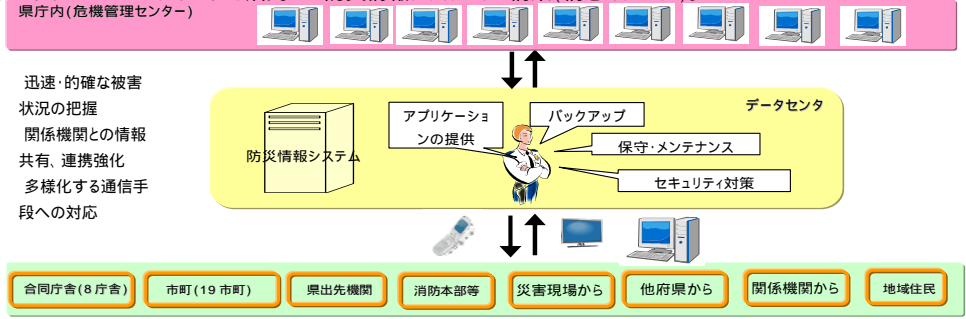 県庁内(危機管理センター)
迅速・的確な被害
状況の把握
関係機関との情報
共有、連携強化
多様化する通信手
段への対応
データセンタ
防災情報システム
アプリケーショ
ンの提供
バックアップ
保守・メンテナンス
セキュリティ対策
合同庁舎(8庁舎)
市町(19市町)
県出先機関
消防本部等
災害現場から
他府県から
関係機関から
地域住民